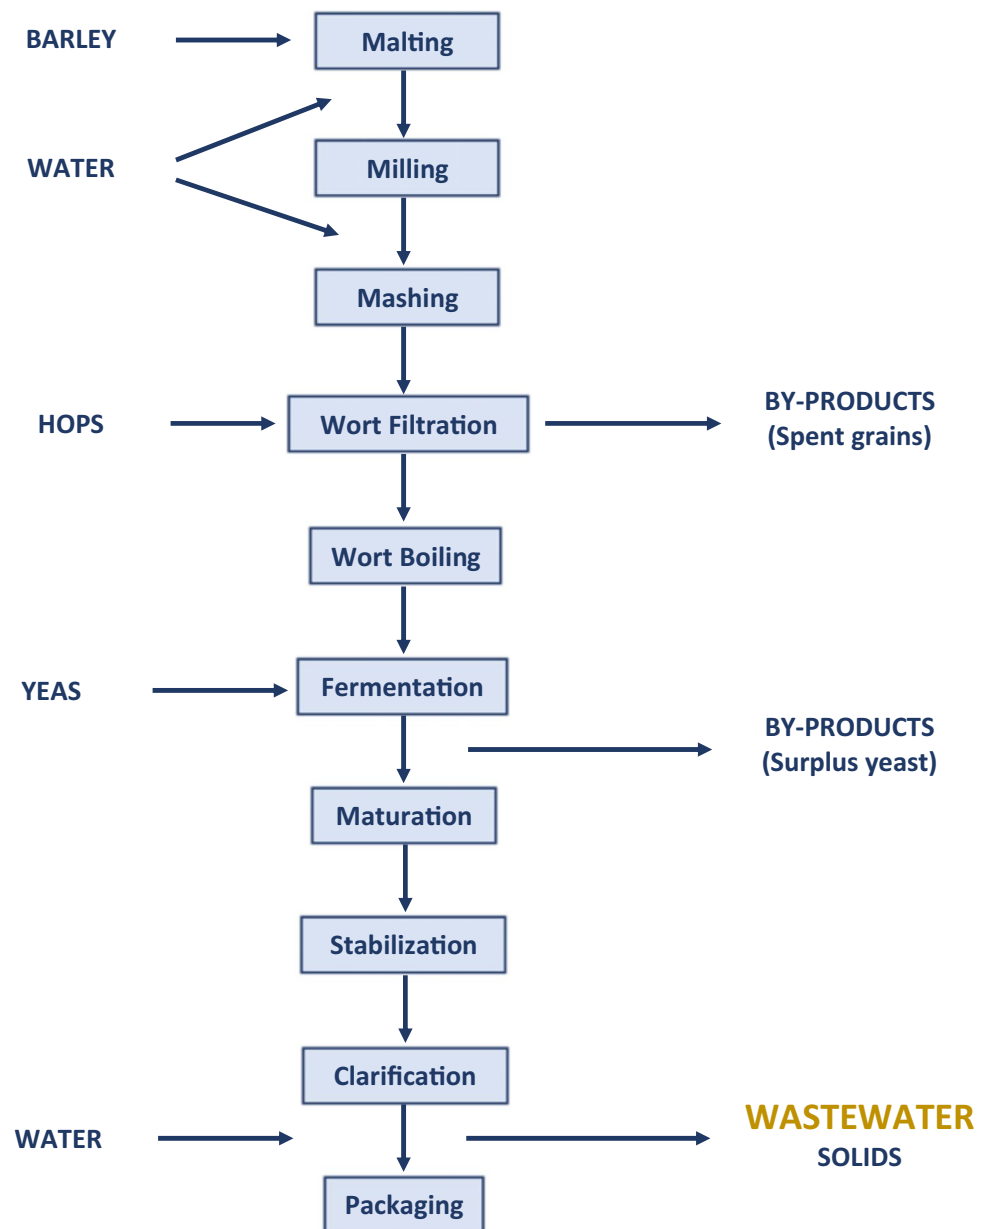 BARLEY
Malting
WATER
Milling
Mashing
HOPS
Wort Filtration
BY-PRODUCTS
(Spent grains)
Wort Boiling
YEAS
Fermentation
BY-PRODUCTS
(Surplus yeast)
Maturation
Stabilization
Clarification
WATER
WASTEWATER
SOLIDS
Packaging